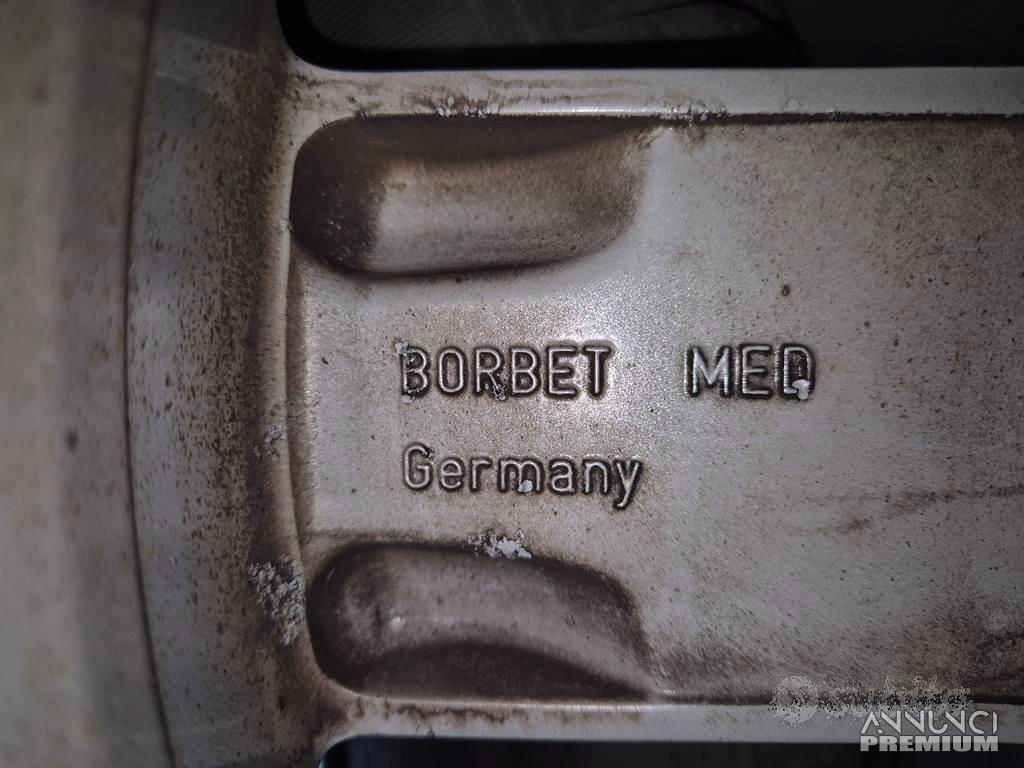 BORBET MED
Germany
ANNUNCI
PREMIUM